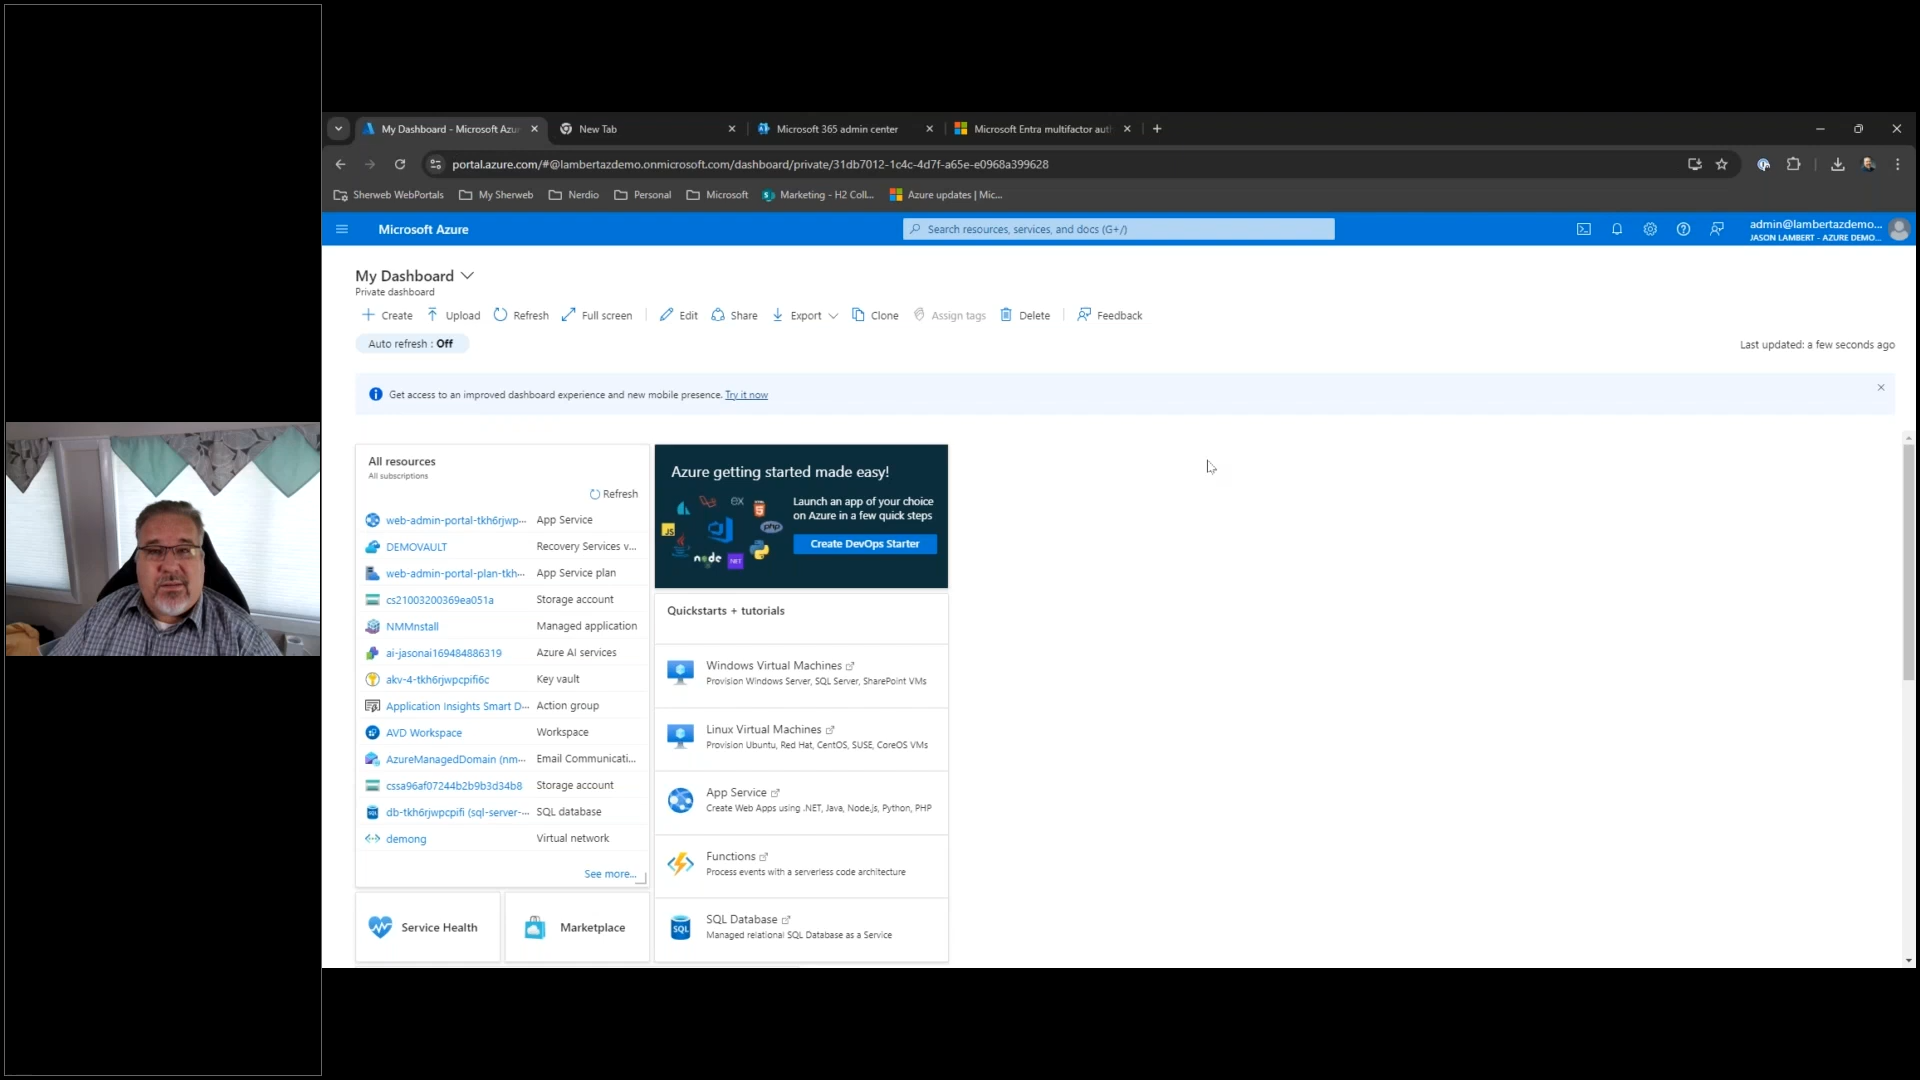 My Dashboard - Microsoft Azu
New Tab
Microsoft 365 admin center
Microsoft Entra multifactor aut
portal.azure.com/#@lambertazdemo.onmicrosoft.com/dashboard/private/31db7012-1c4c-4d7f-a65e-e0968a399628
Sherweb WebPortals
My Sherweb
Nerdio
Personal
Microsoft
Marketing - H2 Coll...
Azure updates | Mic...
Microsoft Azure
Search resources, services, and docs (G+/)
admin@lambertazdemo...
JASON LAMBERT - AZURE DEMO...
My Dashboard
Private dashboard
Create
Upload
Refresh
Full screen
Edit
Share
Export
Clone
Assign tags
Delete
Feedback
Auto refresh : Off
Last updated: a few seconds ago
Get access to an improved dashboard experience and new mobile presence. Try it now
All resources
All subscriptions
Refresh
web-admin-portal-tkh6rjwp... App Service
DEMOVAULT Recovery Services v...
web-admin-portal-plan-tkh... App Service plan
cs21003200369ea051a Storage account
NMMnstall Managed application
ai-jasonai169484886319 Azure AI services
akv-4-tkh6rjwpcpifi6c Key vault
Application Insights Smart D... Action group
AVD Workspace Workspace
AzureManagedDomain (nm-... Email Communicati...
cssa96af07244b2b9b3d34b8 Storage account
db-tkh6rjwpcpifi (sql-server-... SQL database
demong Virtual network
See more...
Service Health
Marketplace
Azure getting started made easy!
Launch an app of your choice
on Azure in a few quick steps
Create DevOps Starter
EX
5
JS
php
node
NET
Quickstarts + tutorials
Windows Virtual Machines
Provision Windows Server, SQL Server, SharePoint VMs
Linux Virtual Machines
Provision Ubuntu, Red Hat, CentOS, SUSE, CoreOS VMs
App Service
Create Web Apps using .NET, Java, Node.js, Python, PHP
Functions
Process events with a serverless code architecture
SQL
SQL Database
Managed relational SQL Database as a Service